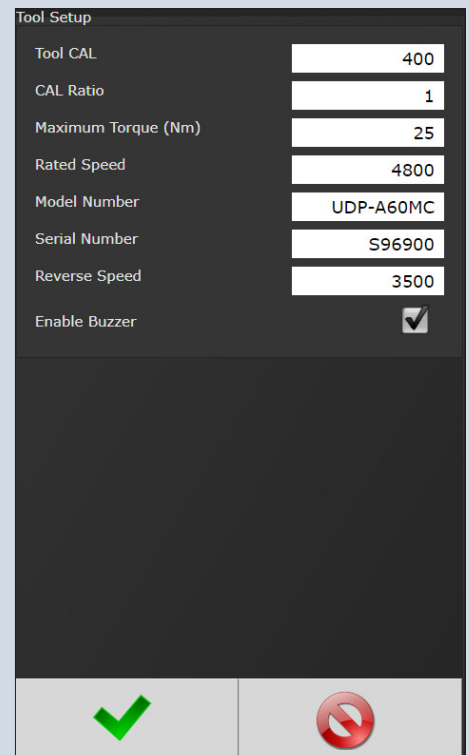 Tool Setup
Tool CAL 400
CAL Ratio 1
Maximum Torque (Nm) 25
Rated Speed 4800
Model Number UDP-A60MC
Serial Number S96900
Reverse Speed 3500
Enable Buzzer